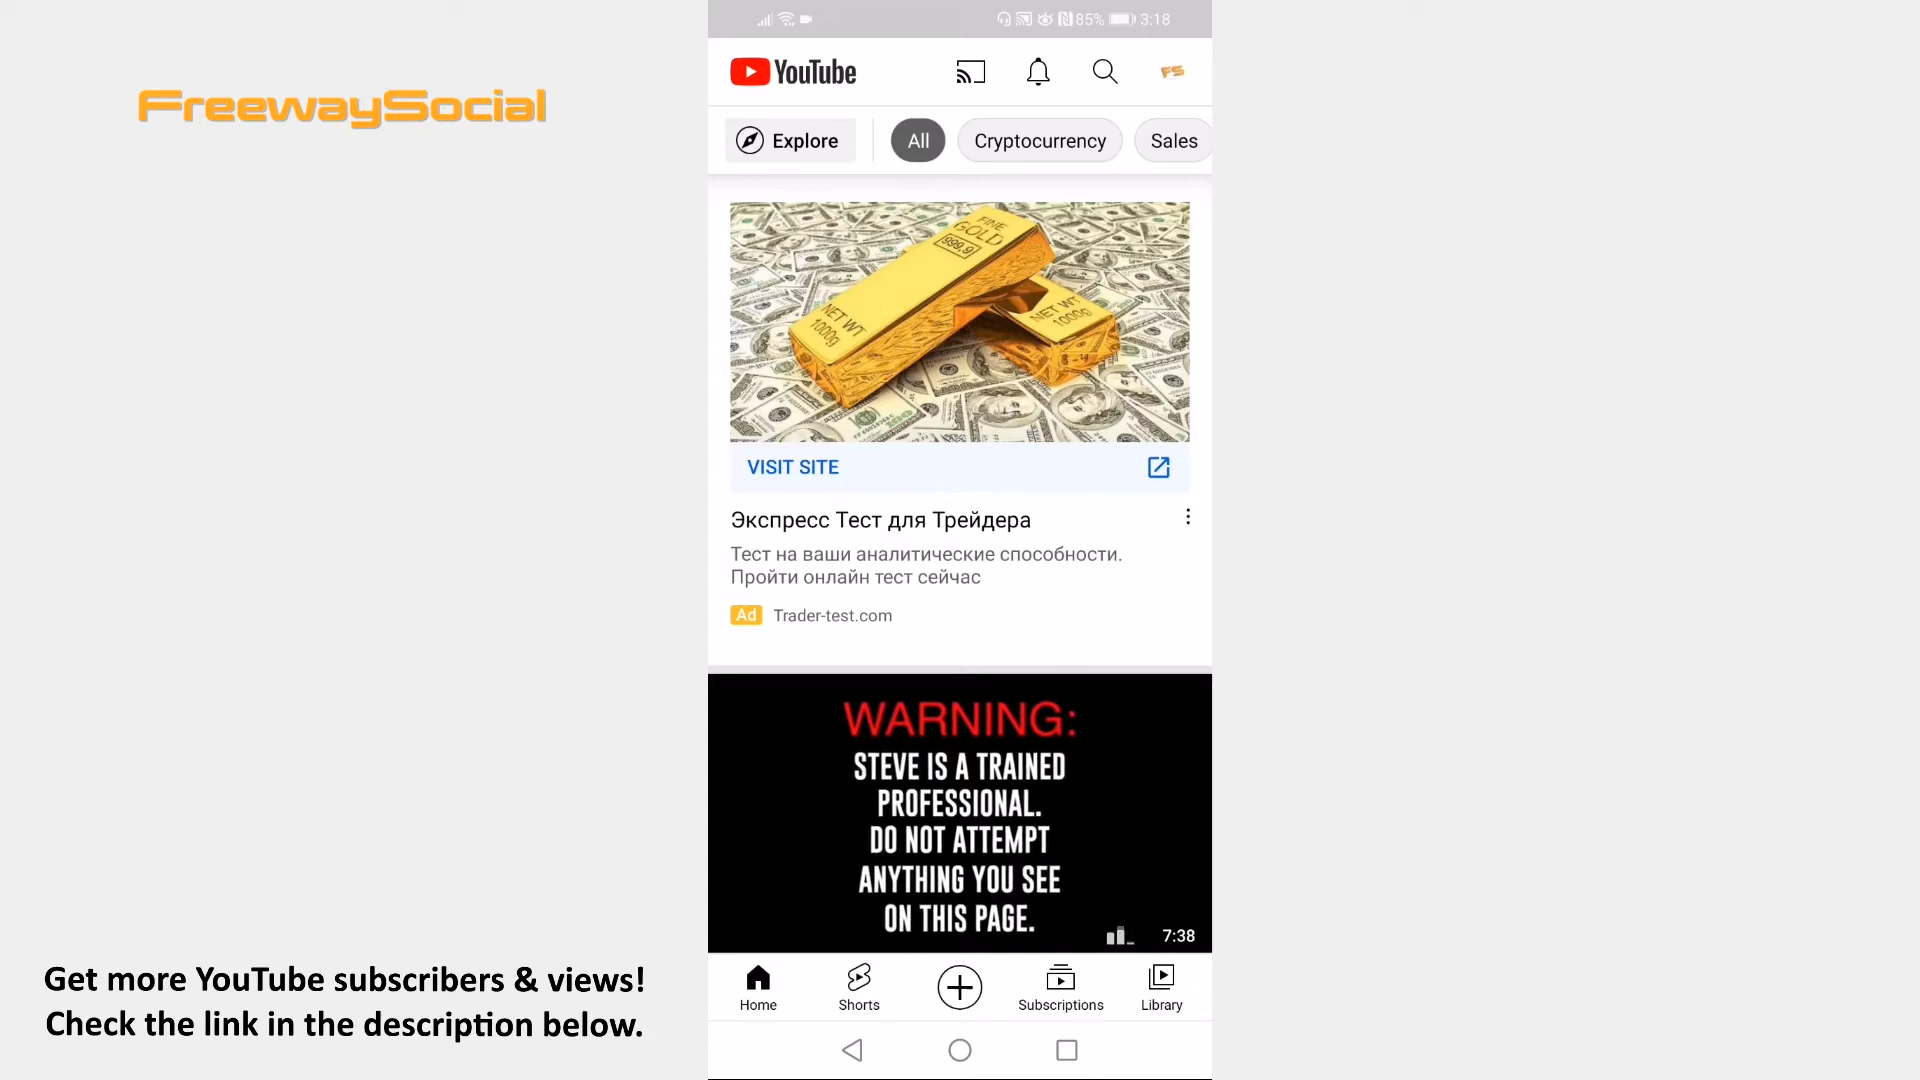 FreewaySocial
85% 3:18
YouTube
FS
Explore
All
Cryptocurrency
Sales
FINE
GOLD
999.9
NET WT
1000g
NET WT
1000g
VISIT SITE
Экспресс Тест для Трейдера
Тест на ваши аналитические способности.
Пройти онлайн тест сейчас
Ad Trader-test.com
WARNING:
STEVE IS A TRAINED
PROFESSIONAL.
DO NOT ATTEMPT
ANYTHING YOU SEE
ON THIS PAGE.
7:38
Home
Shorts
Subscriptions
Library
Get more YouTube subscribers & views!
Check the link in the description below.